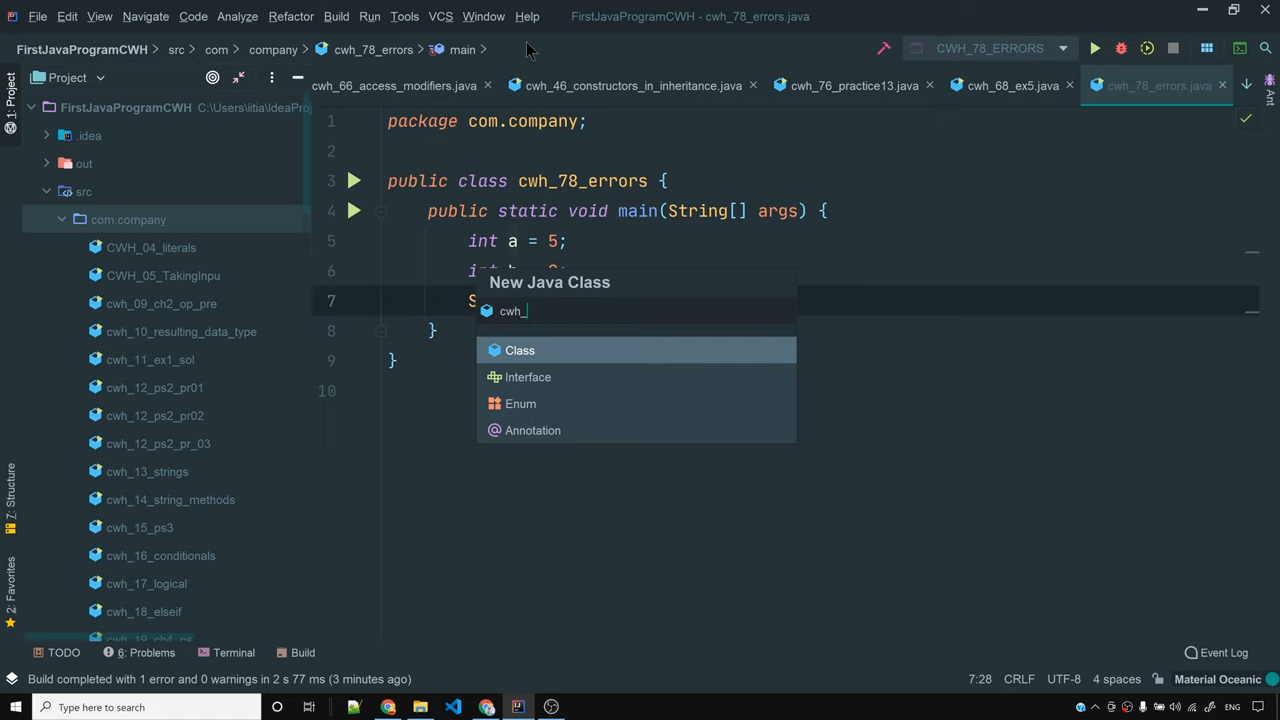 File Edit View Navigate Code Analyze Refactor Build Run Tools VCS Window Help FirstJavaProgramCWH - cwh_78_errors.java
FirstJavaProgramCWH src com company cwh_78_errors main CWH_78_ERRORS
1: Project
Project
cwh_66_access_modifiers.java cwh_46_constructors_in_inheritance.java cwh_76_practice13.java cwh_68_ex5.java cwh_78_errors.java
Ant
FirstJavaProgramCWH C:\Users\iitia\IdeaProj
.idea
out
src
com.company
CWH_04_literals
CWH_05_TakingInpu
cwh_09_ch2_op_pre
cwh_10_resulting_data_type
cwh_11_ex1_sol
cwh_12_ps2_pr01
cwh_12_ps2_pr02
cwh_12_ps2_pr_03
cwh_13_strings
cwh_14_string_methods
cwh_15_ps3
cwh_16_conditionals
cwh_17_logical
cwh_18_elseif
cwh_19_ch4_ps
7: Structure
2: Favorites
1 package com.company;
2
3 public class cwh_78_errors {
4 public static void main(String[] args) {
5 int a = 5;
6
7 S
8 }
9 }
10
New Java Class
cwh_
Class
Interface
Enum
Annotation
TODO 6: Problems Terminal Build Event Log
Build completed with 1 error and 0 warnings in 2 s 77 ms (3 minutes ago) 7:28 CRLF UTF-8 4 spaces Material Oceanic
Type here to search ENG